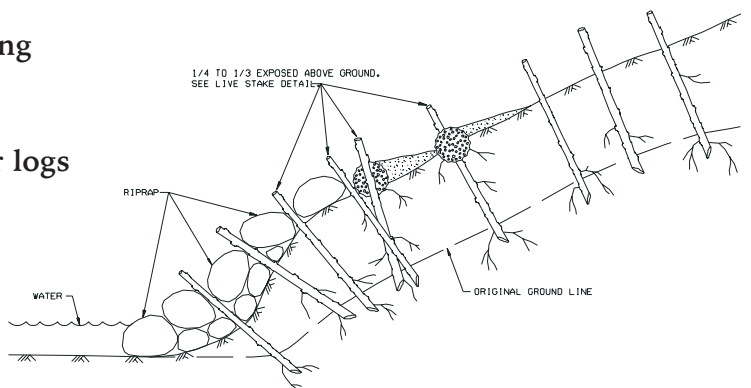 ng
1/4 TO 1/3 EXPOSED ABOVE GROUND.
SEE LIVE STAKE DETAIL
r logs
RIPRAP
WATER
ORIGINAL GROUND LINE